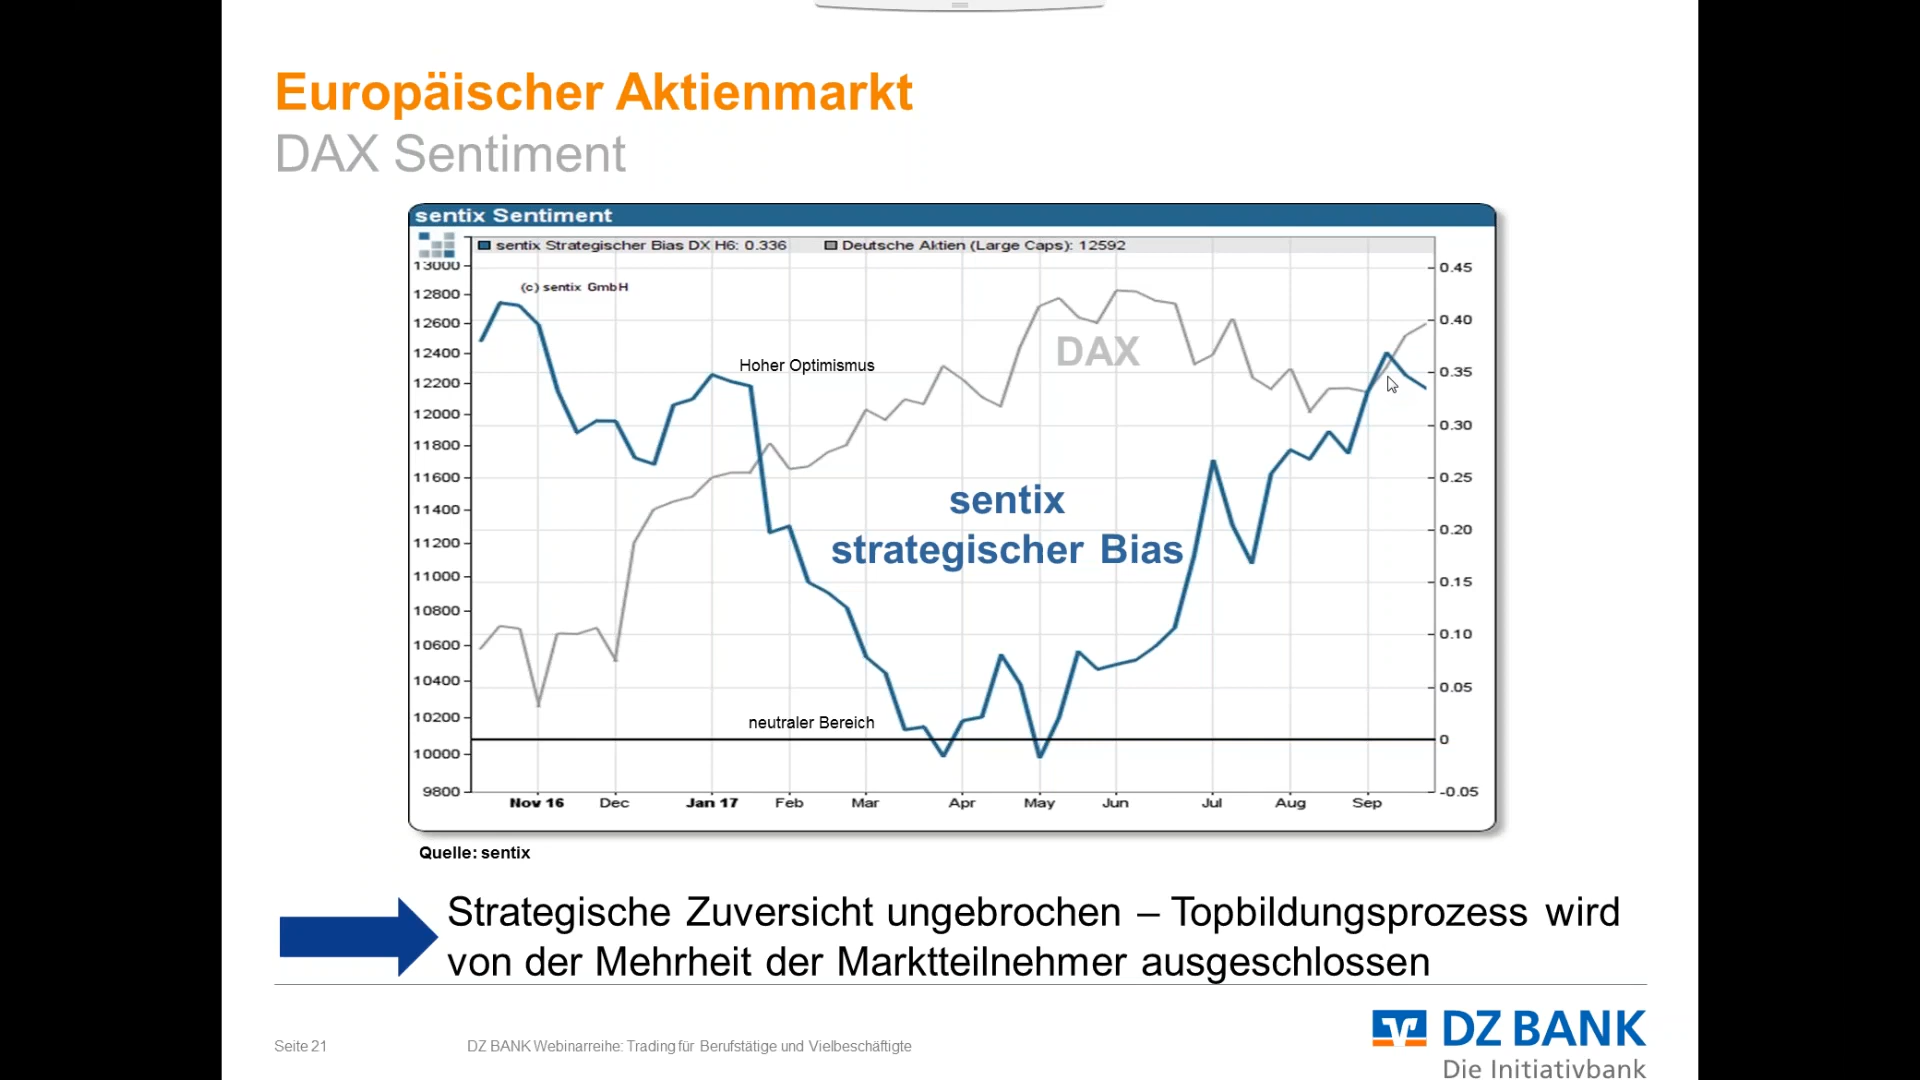 Europäischer Aktienmarkt
DAX Sentiment
sentix Sentiment
sentix Strategischer Bias DX H6: 0.336 Deutsche Aktien (Large Caps): 12592
(c) sentix GmbH
13000
12800
12600
12400
12200
12000
11800
11600
11400
11200
11000
10800
10600
10400
10200
10000
9800
0.45
0.40
0.35
0.30
0.25
0.20
0.15
0.10
0.05
0
-0.05
Hoher Optimismus
DAX
sentix
strategischer Bias
neutraler Bereich
Nov 16 Dec Jan 17 Feb Mar Apr May Jun Jul Aug Sep
Quelle: sentix
Strategische Zuversicht ungebrochen – Topbildungsprozess wird
von der Mehrheit der Marktteilnehmer ausgeschlossen
Seite 21 DZ BANK Webinarreihe: Trading für Berufstätige und Vielbeschäftigte
DZ BANK
Die Initiativbank